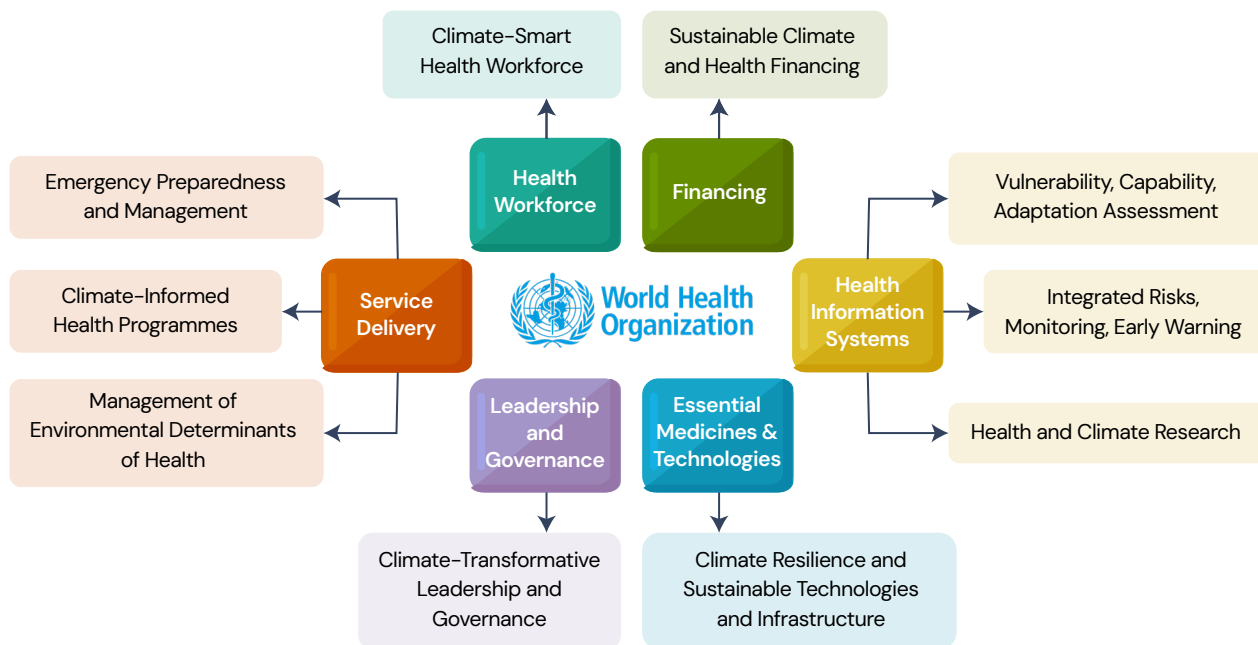 Climate-Smart
Health Workforce
Sustainable Climate
and Health Financing
Health
Workforce
Financing
Emergency Preparedness
and Management
Vulnerability, Capability,
Adaptation Assessment
Climate-Informed
Health Programmes
Service
Delivery
World Health
Organization
Health
Information
Systems
Integrated Risks,
Monitoring, Early Warning
Management of
Environmental Determinants
of Health
Leadership
and
Governance
Essential
Medicines &
Technologies
Health and Climate Research
Climate-Transformative
Leadership and
Governance
Climate Resilience and
Sustainable Technologies
and Infrastructure